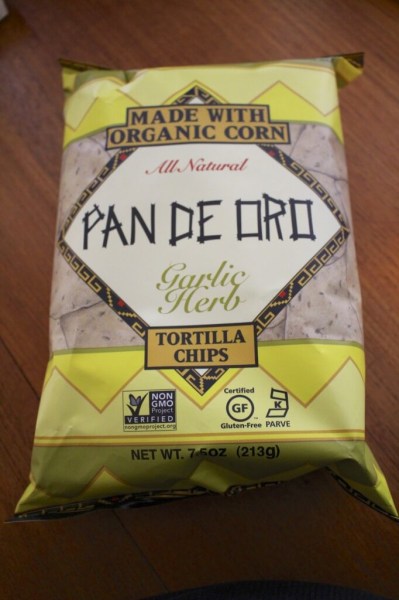 MADE WITH
ORGANIC CORN
All Natural
PAN DE ORO
Garlic
Herb
TORTILLA
CHIPS
NON
GMO
Project
VERIFIED
nongmoproject.org
Certified
GF
Gluten-Free
K
PARVE
NET WT. 7.5OZ (213g)